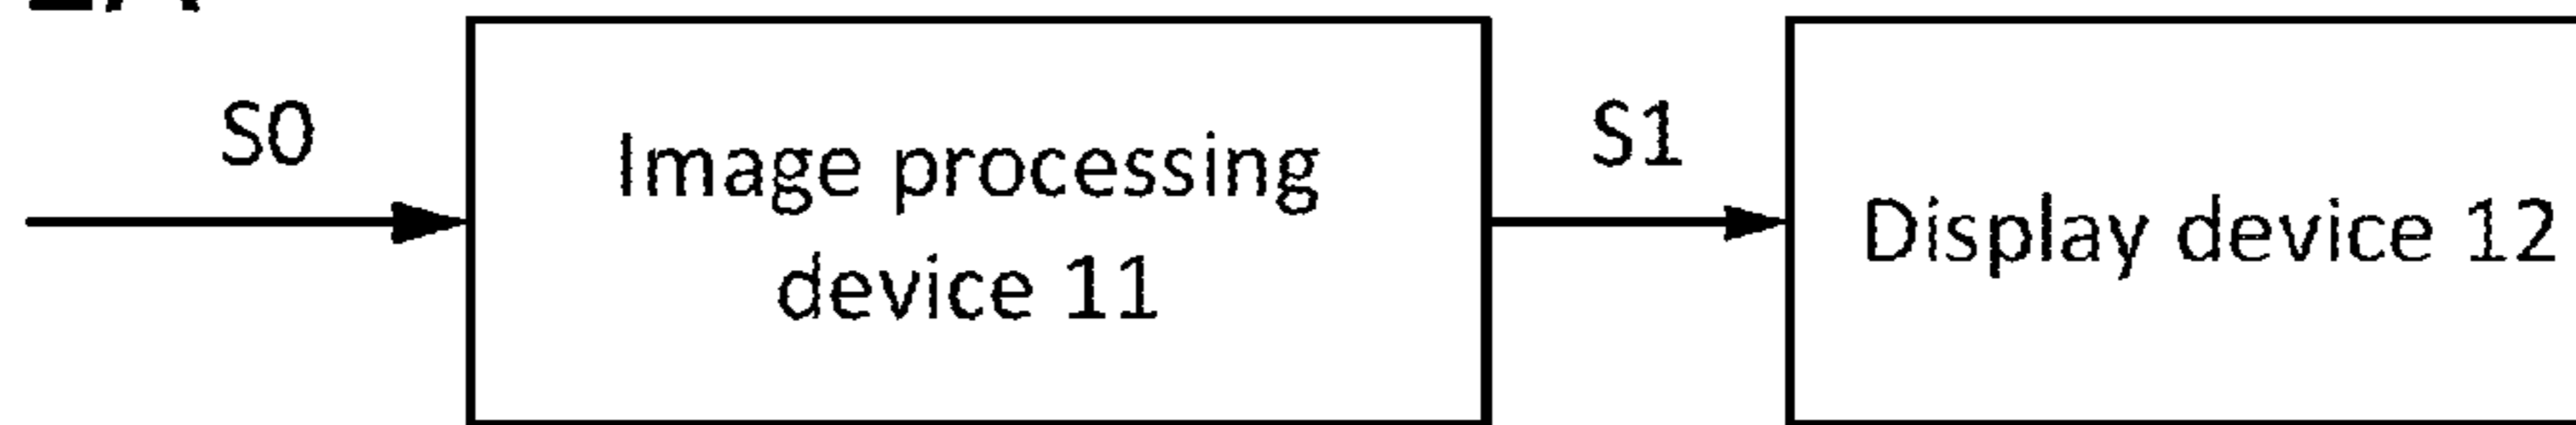 S0
Image processing
device 11
S1
Display device 12